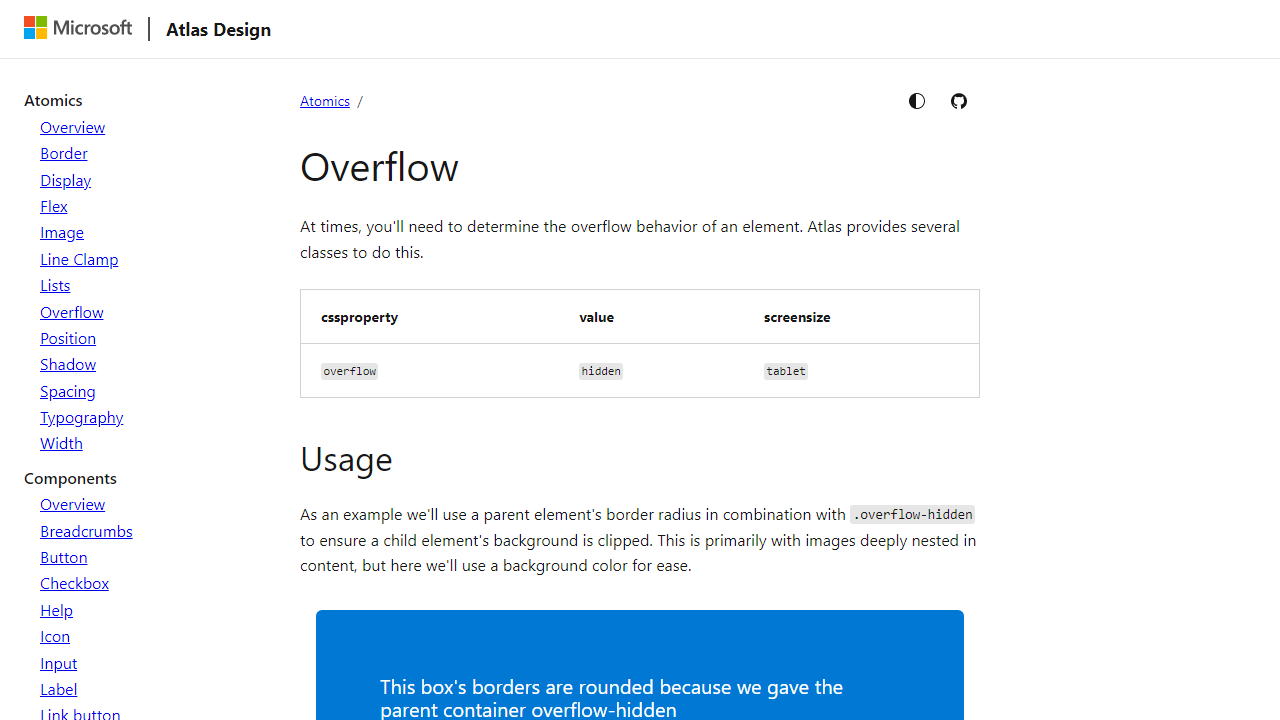 Microsoft
Atlas Design
Atomics
Overview
Border
Display
Flex
Image
Line Clamp
Lists
Overflow
Position
Shadow
Spacing
Typography
Width
Components
Overview
Breadcrumbs
Button
Checkbox
Help
Icon
Input
Label
Link button
Atomics /
Overflow
At times, you'll need to determine the overflow behavior of an element. Atlas provides several
classes to do this.
cssproperty value screensize
overflow hidden tablet
Usage
As an example we'll use a parent element's border radius in combination with .overflow-hidden
to ensure a child element's background is clipped. This is primarily with images deeply nested in
content, but here we'll use a background color for ease.
This box's borders are rounded because we gave the
parent container overflow-hidden